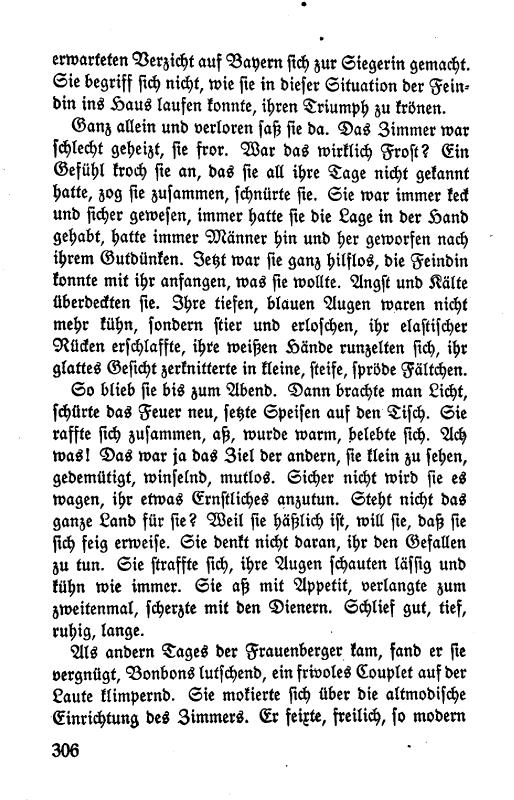 erwarteten Verzicht auf Bayern sich zur Siegerin gemacht.
Sie begriff sich nicht, wie sie in dieser Situation der Fein-
din ins Haus laufen konnte, ihren Triumph zu krönen.
Ganz allein und verloren saß sie da. Das Zimmer war
schlecht geheizt, sie fror. War das wirklich Frost? Ein
Gefühl kroch sie an, das sie all ihre Tage nicht gekannt
hatte, zog sie zusammen, schnürte sie. Sie war immer keck
und sicher gewesen, immer hatte sie die Lage in der Hand
gehabt, hatte immer Männer hin und her geworfen nach
ihrem Gutdünken. Jetzt war sie ganz hilflos, die Feindin
konnte mit ihr anfangen, was sie wollte. Angst und Kälte
überdeckten sie. Ihre tiefen, blauen Augen waren nicht
mehr kühn, sondern stier und erloschen, ihr elastischer
Rücken erschlaffte, ihre weißen Hände runzelten sich, ihr
glattes Gesicht zerknitterte in kleine, steife, spröde Fältchen.
So blieb sie bis zum Abend. Dann brachte man Licht,
schürte das Feuer neu, setzte Speisen auf den Tisch. Sie
raffte sich zusammen, aß, wurde warm, belebte sich. Ach
was! Das war ja das Ziel der andern, sie klein zu sehen,
gedemütigt, winselnd, mutlos. Sicher nicht wird sie es
wagen, ihr etwas Ernstliches anzutun. Steht nicht das
ganze Land für sie? Weil sie häßlich ist, will sie, daß sie
sich feig erweise. Sie denkt nicht daran, ihr den Gefallen
zu tun. Sie straffte sich, ihre Augen schauten lässig und
kühn wie immer. Sie aß mit Appetit, verlangte zum
zweitenmal, scherzte mit den Dienern. Schlief gut, tief,
ruhig, lange.
Als andern Tages der Frauenberger kam, fand er sie
vergnügt, Bonbons lutschend, ein frivoles Couplet auf der
Laute klimpernd. Sie mokierte sich über die altmodische
Einrichtung des Zimmers. Er feixte, freilich, so modern
306